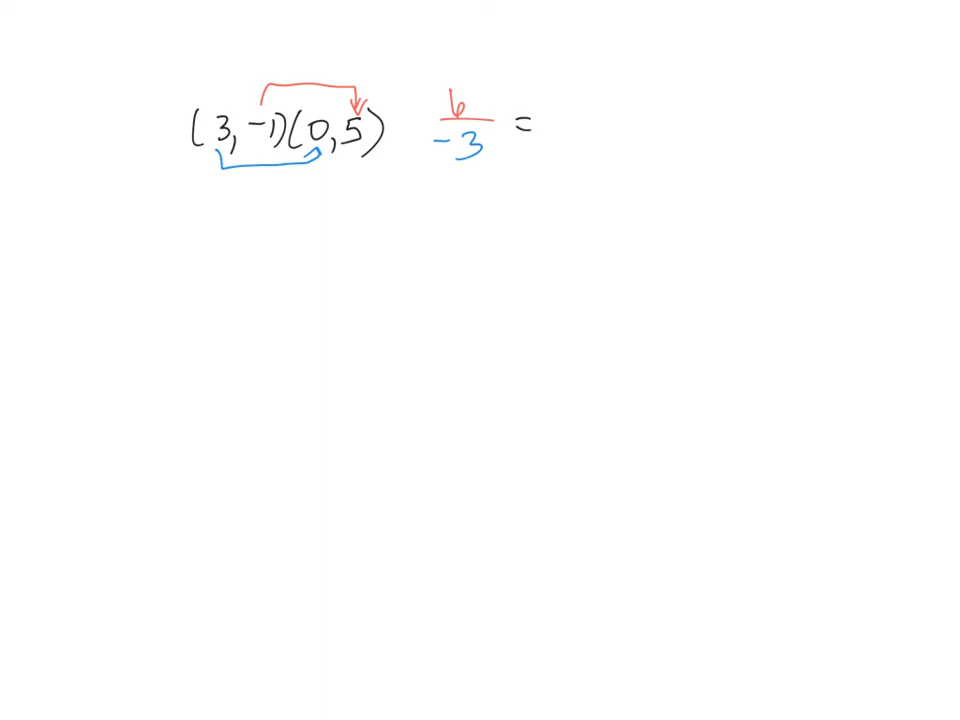 (3,-1)(0,5) 6/-3 =